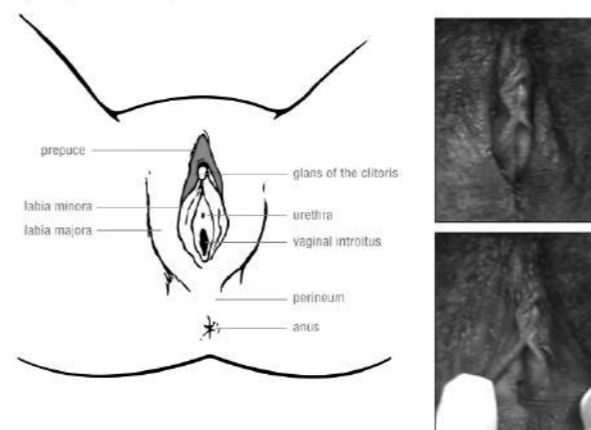 prepuce
glans of the clitoris
labia minora
urethra
labia majora
vaginal introitus
perineum
anus